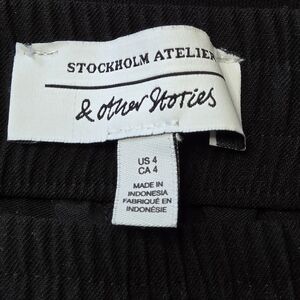 STOCKHOLM ATELIER
& other Stories
US 4
CA 4
MADE IN
INDONESIA
FABRIQUÉ EN
INDONÉSIE